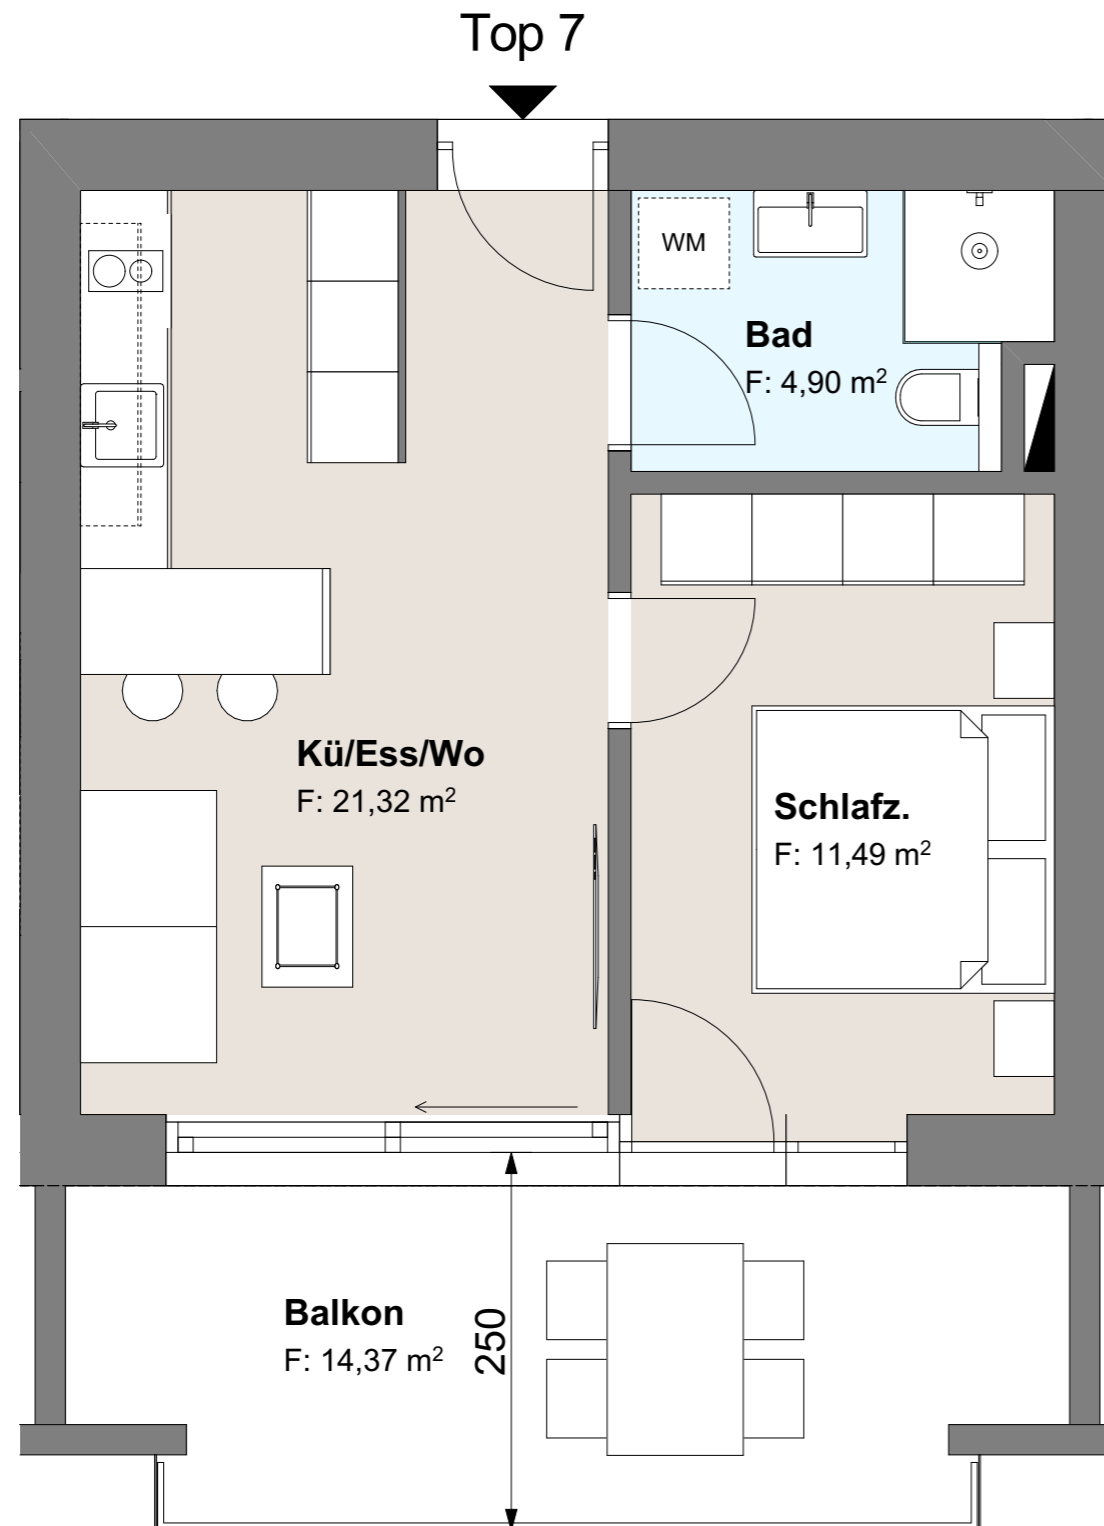 Top 7
WM
Bad
F: 4,90 m²
Kü/Ess/Wo
F: 21,32 m²
Schlafz.
F: 11,49 m²
Balkon
F: 14,37 m²
250